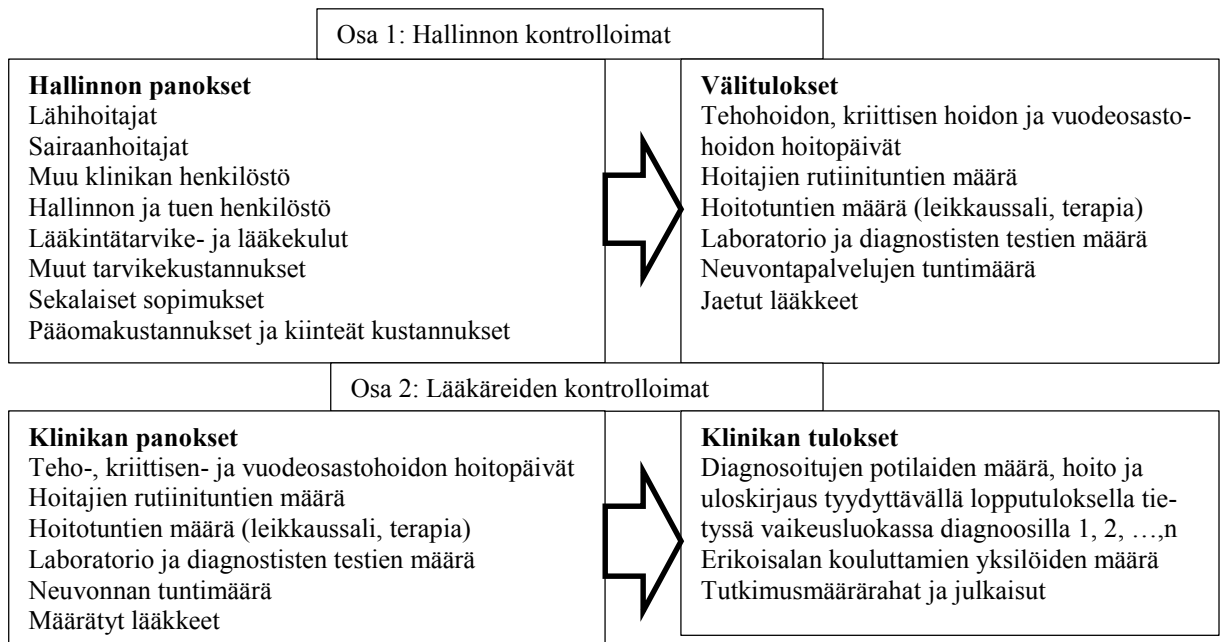 Osa 1: Hallinnon kontrolloimat
Hallinnon panokset
Lähihoitajat
Sairaanhoitajat
Muu klinikan henkilöstö
Hallinnon ja tuen henkilöstö
Lääkintätarvike- ja lääkekulut
Muut tarvikekustannukset
Sekalaiset sopimukset
Pääomakustannukset ja kiinteät kustannukset
Välitulokset
Tehohoidon, kriittisen hoidon ja vuodeosasto-
hoidon hoitopäivät
Hoitajien rutiinituntien määrä
Hoitotuntien määrä (leikkaussali, terapia)
Laboratorio ja diagnostisten testien määrä
Neuvontapalvelujen tuntimäärä
Jaetut lääkkeet
Osa 2: Lääkäreiden kontrolloimat
Klinikan panokset
Teho-, kriittisen- ja vuodeosastohoidon hoitopäivät
Hoitajien rutiinituntien määrä
Hoitotuntien määrä (leikkaussali, terapia)
Laboratorio ja diagnostisten testien määrä
Neuvonnan tuntimäärä
Määrätyt lääkkeet
Klinikan tulokset
Diagnosoitujen potilaiden määrä, hoito ja
uloskirjaus tyydyttävällä lopputuloksella tie-
tyssä vaikeusluokassa diagnoosilla 1, 2, …,n
Erikoisalan kouluttamien yksilöiden määrä
Tutkimusmäärärahat ja julkaisut